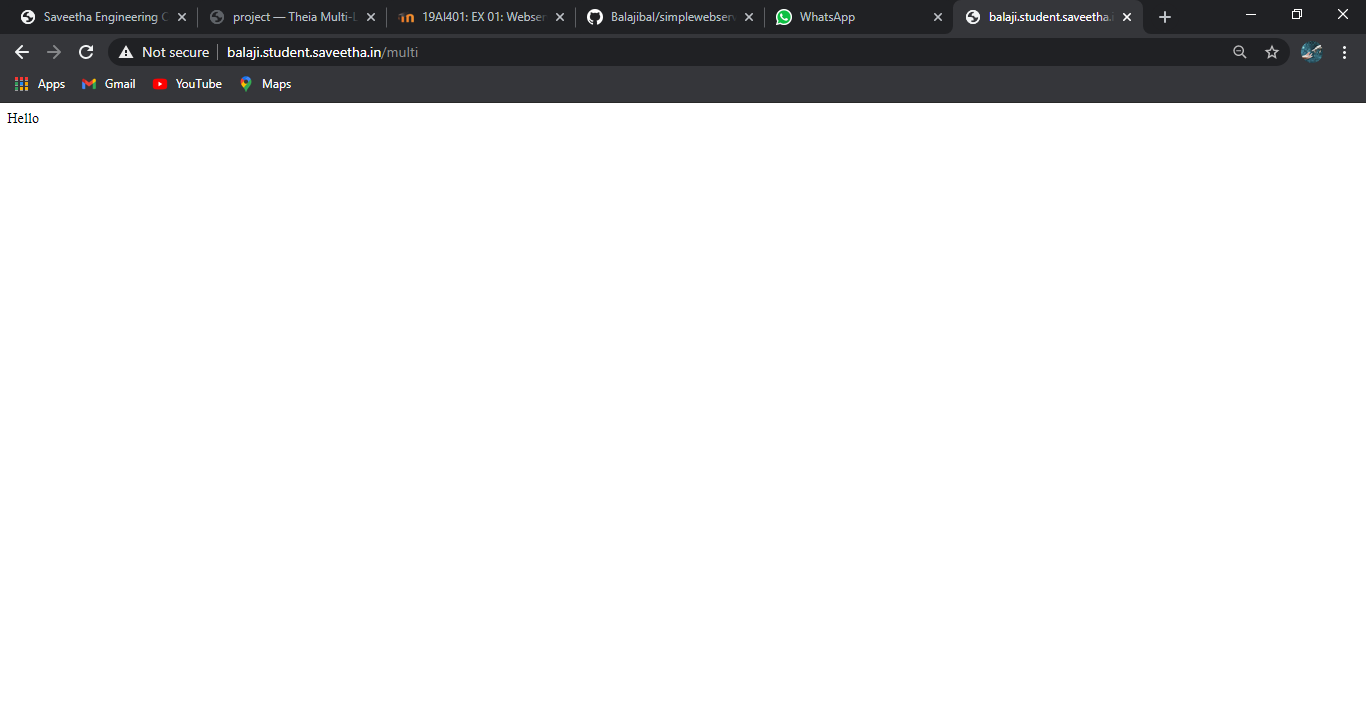 Saveetha Engineering C
project — Theia Multi-L
19AI401: EX 01: Webser
Balajibal/simplewebserv
WhatsApp
balaji.student.saveetha.i
Not secure
balaji.student.saveetha.in/multi
Apps
Gmail
YouTube
Maps
Hello